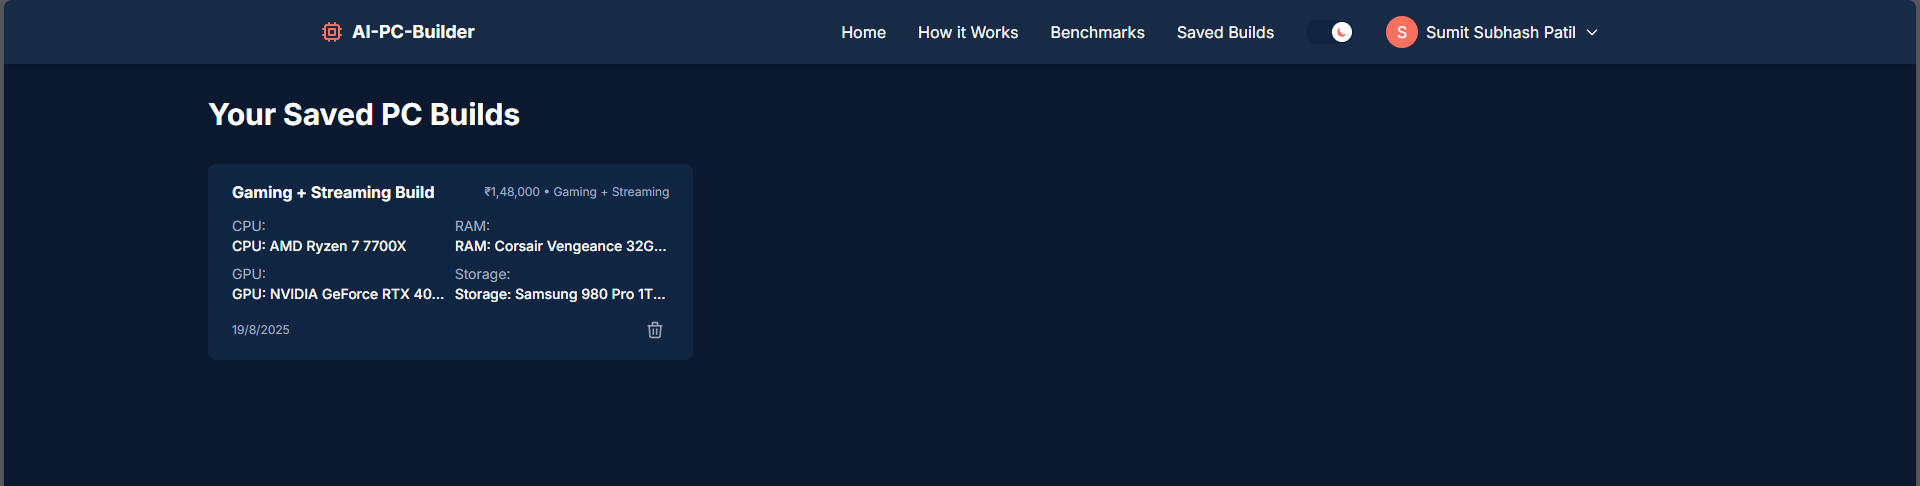 AI-PC-Builder
Home
How it Works
Benchmarks
Saved Builds
S
Sumit Subhash Patil
Your Saved PC Builds
Gaming + Streaming Build
₹1,48,000 • Gaming + Streaming
CPU:
CPU: AMD Ryzen 7 7700X
RAM:
RAM: Corsair Vengeance 32G...
GPU:
GPU: NVIDIA GeForce RTX 40...
Storage:
Storage: Samsung 980 Pro 1T...
19/8/2025